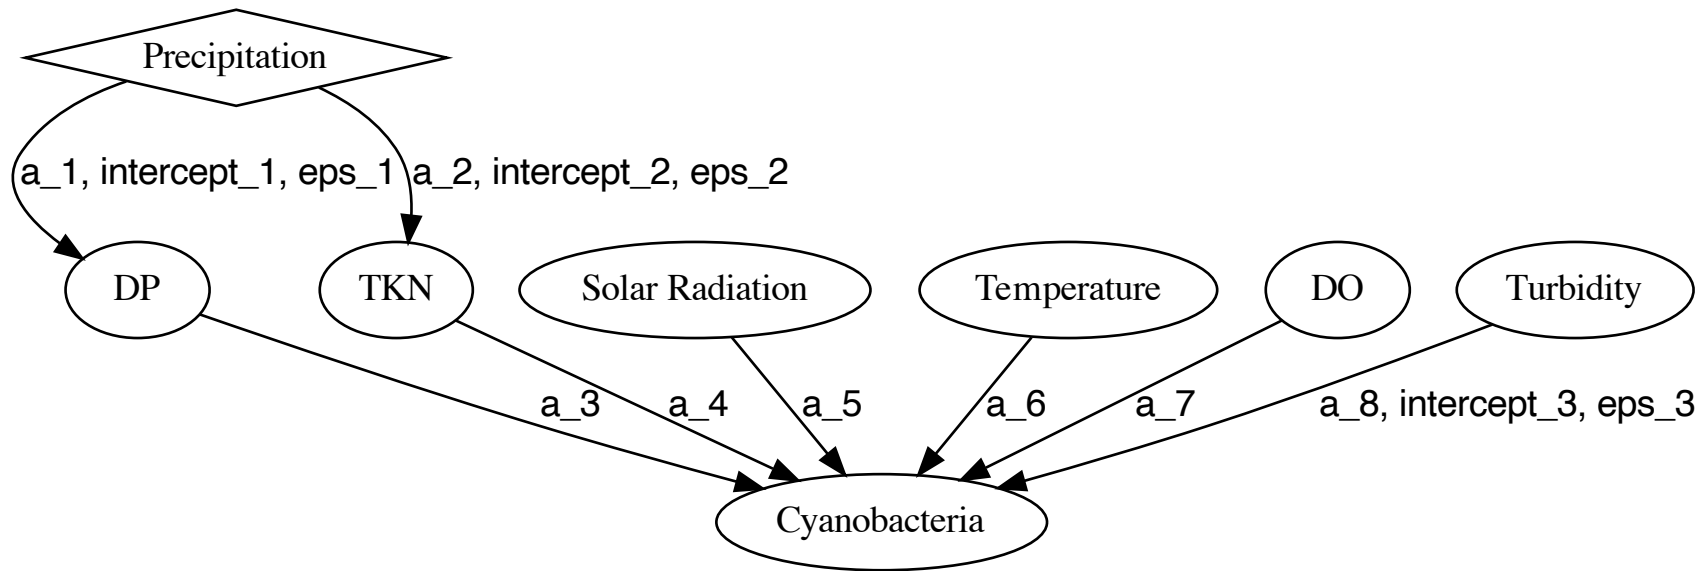 Precipitation
a_1, intercept_1, eps_1
a_2, intercept_2, eps_2
DP
TKN
Solar Radiation
Temperature
DO
Turbidity
a_3
a_4
a_5
a_6
a_7
a_8, intercept_3, eps_3
Cyanobacteria